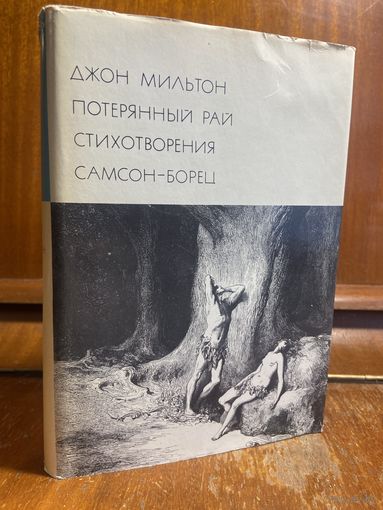 ДЖОН МИЛЬТОН
ПОТЕРЯННЫЙ РАЙ
СТИХОТВОРЕНИЯ
САМСОН-БОРЕЦ